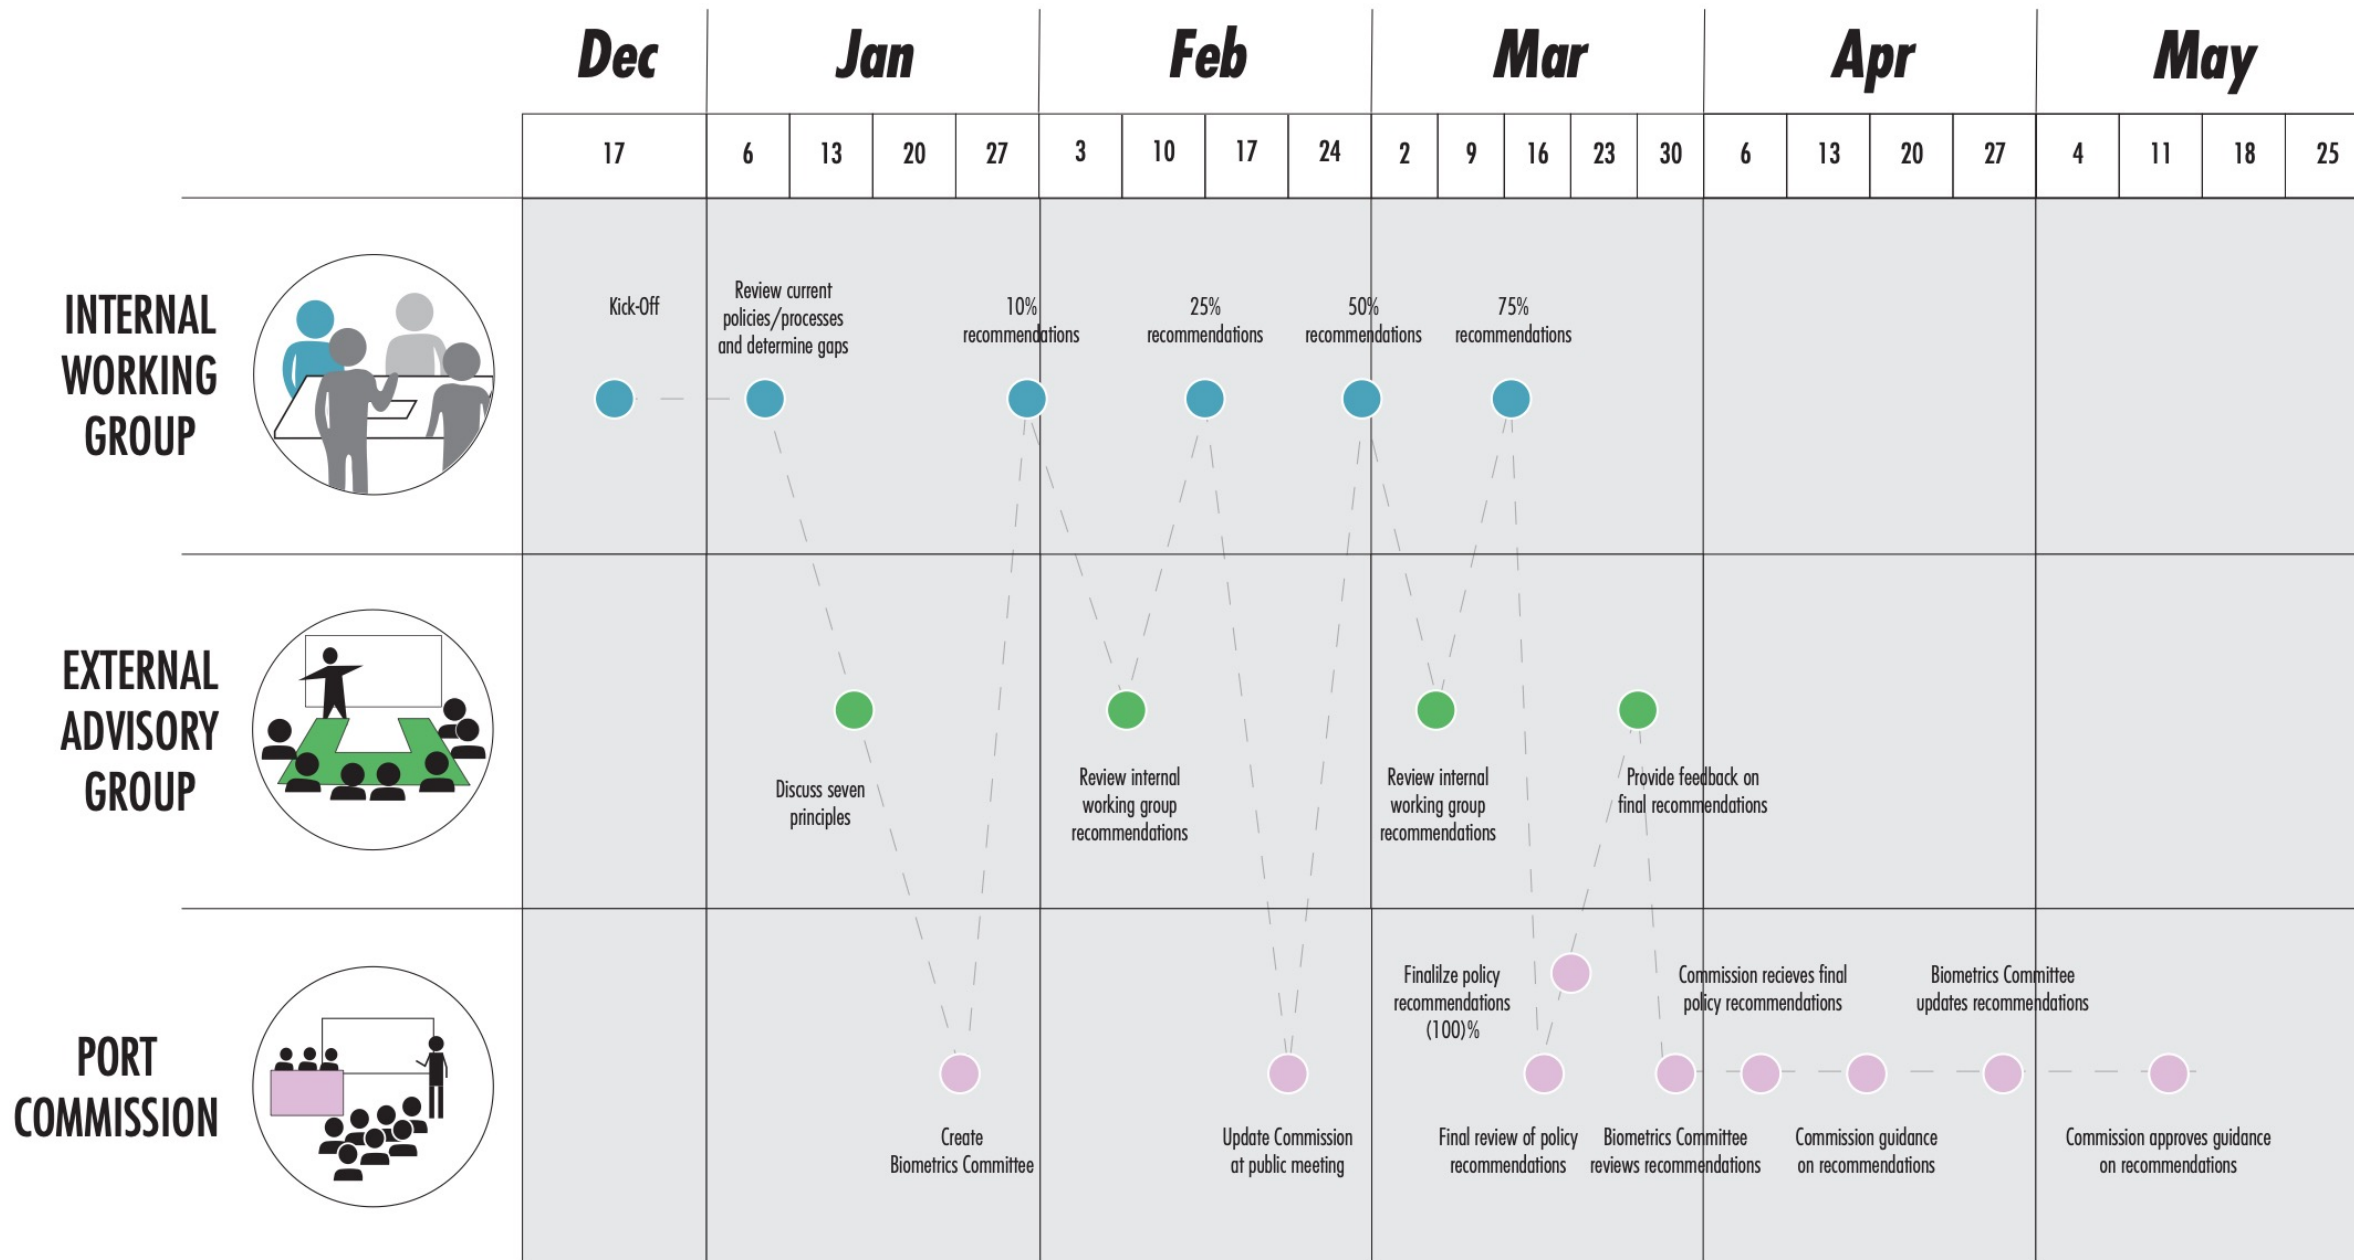 Dec
Jan
Feb
Mar
Apr
May
17
6
13
20
27
3
10
17
24
2
9
16
23
30
6
13
20
27
4
11
18
25
INTERNAL
WORKING
GROUP
Kick-Off
Review current
policies/processes
and determine gaps
10%
recommendations
25%
recommendations
50%
recommendations
75%
recommendations
EXTERNAL
ADVISORY
GROUP
Discuss seven
principles
Review internal
working group
recommendations
Review internal
working group
recommendations
Provide feedback on
final recommendations
PORT
COMMISSION
Create
Biometrics Committee
Update Commission
at public meeting
Finalilze policy
recommendations
(100)%
Final review of policy
recommendations
Biometrics Committee
reviews recommendations
Commission recieves final
policy recommendations
Commission guidance
on recommendations
Biometrics Committee
updates recommendations
Commission approves guidance
on recommendations